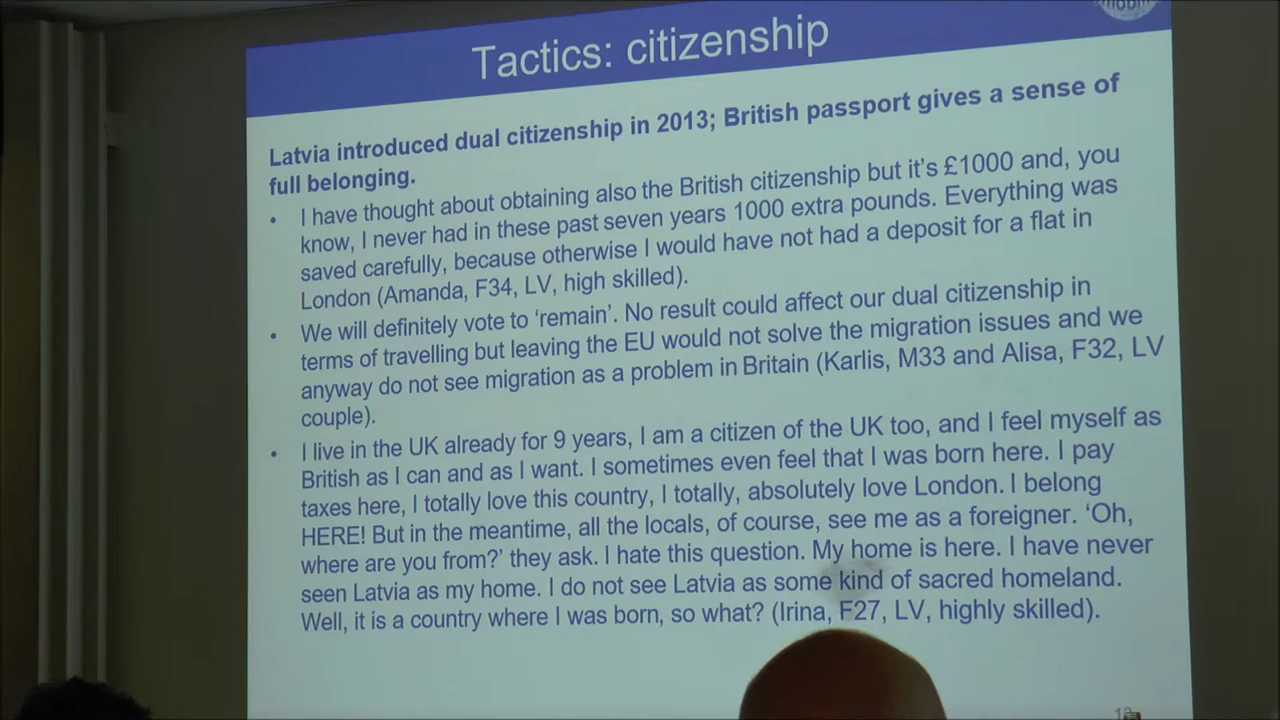 Tactics: citizenship
Latvia introduced dual citizenship in 2013; British passport gives a sense of
full belonging.
• I have thought about obtaining also the British citizenship but it's £1000 and, you
know, I never had in these past seven years 1000 extra pounds. Everything was
saved carefully, because otherwise I would have not had a deposit for a flat in
London (Amanda, F34, LV, high skilled).
• We will definitely vote to 'remain'. No result could affect our dual citizenship in
terms of travelling but leaving the EU would not solve the migration issues and we
anyway do not see migration as a problem in Britain (Karlis, M33 and Alisa, F32, LV
couple).
• I live in the UK already for 9 years, I am a citizen of the UK too, and I feel myself as
British as I can and as I want. I sometimes even feel that I was born here. I pay
taxes here, I totally love this country, I totally, absolutely love London. I belong
HERE! But in the meantime, all the locals, of course, see me as a foreigner. 'Oh,
where are you from?' they ask. I hate this question. My home is here. I have never
seen Latvia as my home. I do not see Latvia as some kind of sacred homeland.
Well, it is a country where I was born, so what? (Irina, F27, LV, highly skilled).